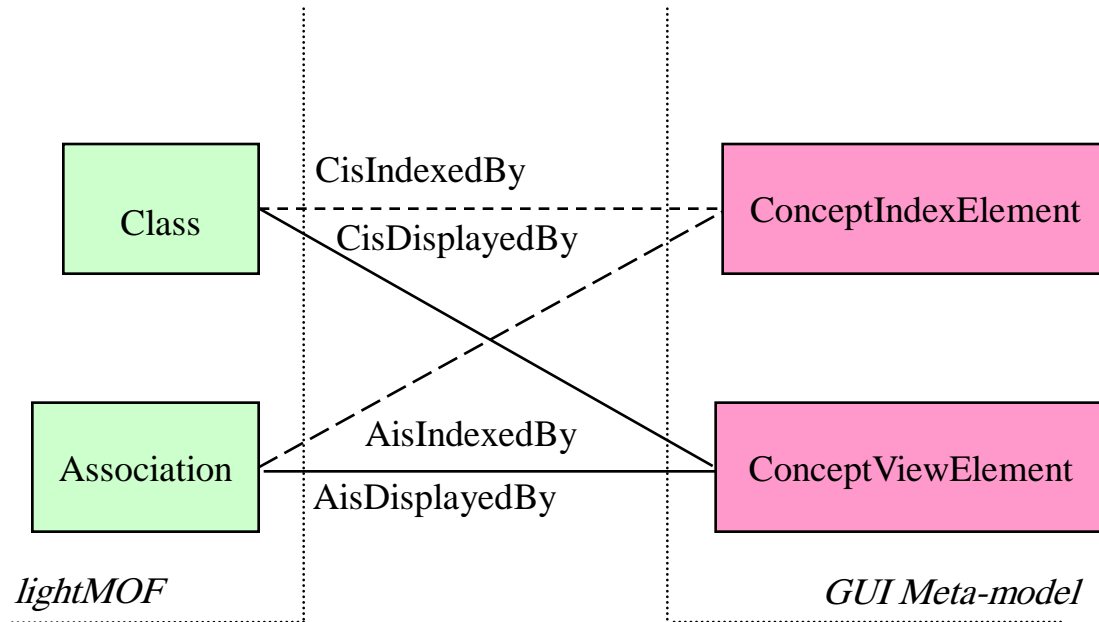 CisIndexedBy
Class
ConceptIndexElement
CisDisplayedBy
AisIndexedBy
Association
ConceptViewElement
AisDisplayedBy
lightMOF
GUI Meta-model